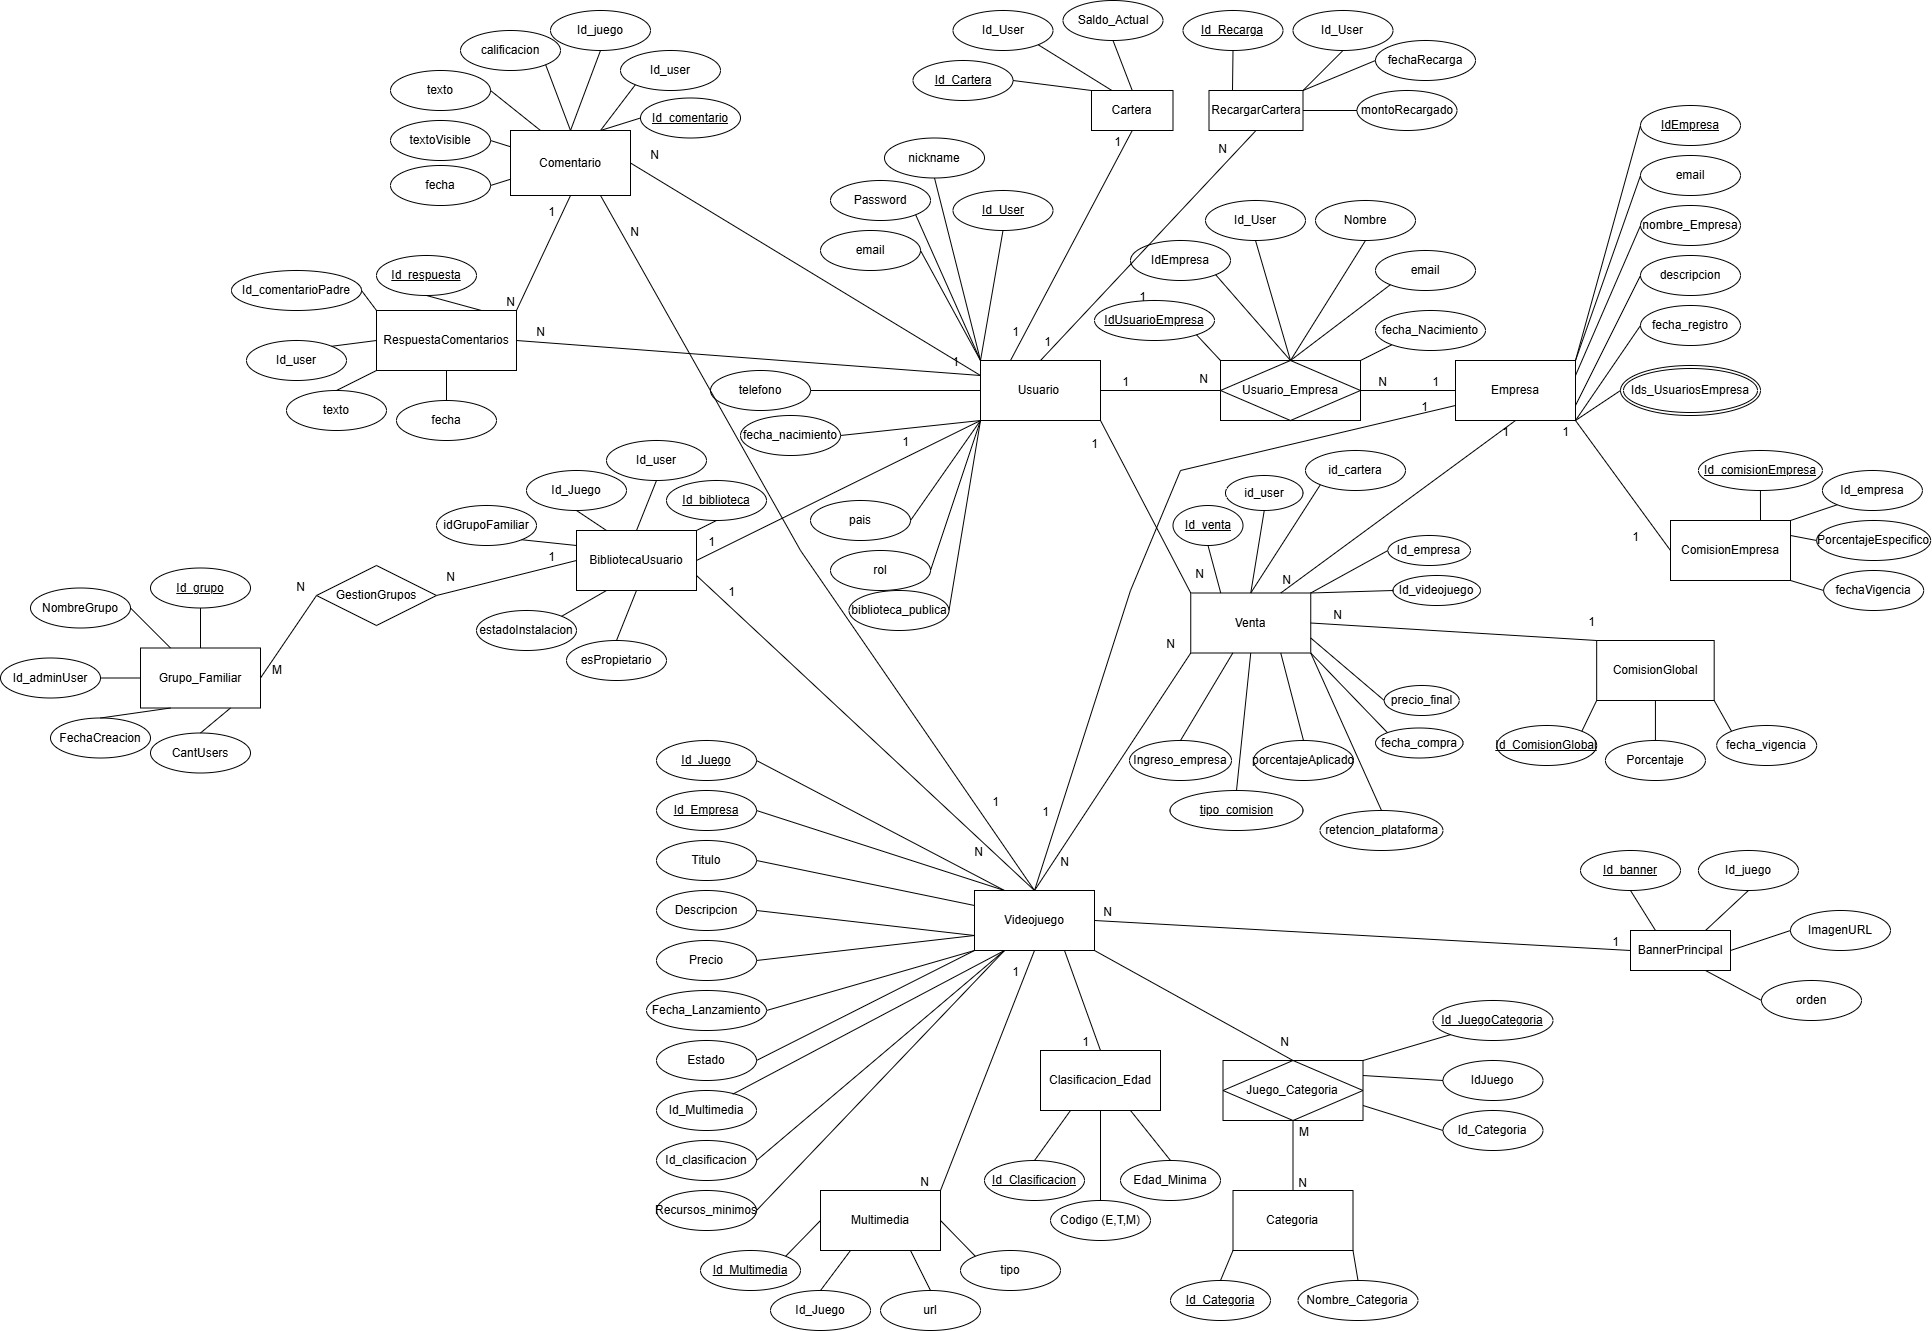 Id_juego
calificacion
Id_user
texto
Id_comentario
textoVisible
Comentario
fecha
N
1
N
Id_User
Saldo_Actual
Id_Cartera
Cartera
1
Id_Recarga
Id_User
fechaRecarga
RecargarCartera
montoRecargado
N
nickname
Password
Id_User
email
Id_User
Nombre
IdEmpresa
email
1
IdUsuarioEmpresa
fecha_Nacimiento
IdEmpresa
email
nombre_Empresa
descripcion
fecha_registro
Ids_UsuariosEmpresa
Id_respuesta
Id_comentarioPadre
N
RespuestaComentarios
N
Id_user
texto
fecha
1
1
1
telefono
Usuario
1
N
Usuario_Empresa
N
1
Empresa
1
1
1
fecha_nacimiento
1
1
pais
rol
biblioteca_publica
Id_user
Id_Juego
Id_biblioteca
idGrupoFamiliar
1
BibliotecaUsuario
1
N
1
estadoInstalacion
esPropietario
N
GestionGrupos
Id_grupo
NombreGrupo
Id_adminUser
Grupo_Familiar
M
FechaCreacion
CantUsers
id_cartera
id_user
Id_venta
Id_empresa
N
N
Id_videojuego
Venta
N
N
1
precio_final
fecha_compra
Ingreso_empresa
porcentajeAplicado
tipo_comision
retencion_plataforma
Id_comisionEmpresa
Id_empresa
1
ComisionEmpresa
PorcentajeEspecifico
fechaVigencia
ComisionGlobal
Id_ComisionGlobal
Porcentaje
fecha_vigencia
Id_Juego
Id_Empresa
Titulo
Descripcion
Precio
Fecha_Lanzamiento
Estado
Id_Multimedia
Id_clasificacion
Recursos_minimos
1
1
N
N
Videojuego
N
1
1
BannerPrincipal
Id_banner
Id_juego
ImagenURL
orden
1
Clasificacion_Edad
Id_Clasificacion
Edad_Minima
Codigo (E,T,M)
N
Juego_Categoria
Id_JuegoCategoria
IdJuego
Id_Categoria
M
N
Categoria
Id_Categoria
Nombre_Categoria
N
Multimedia
Id_Multimedia
tipo
Id_Juego
url